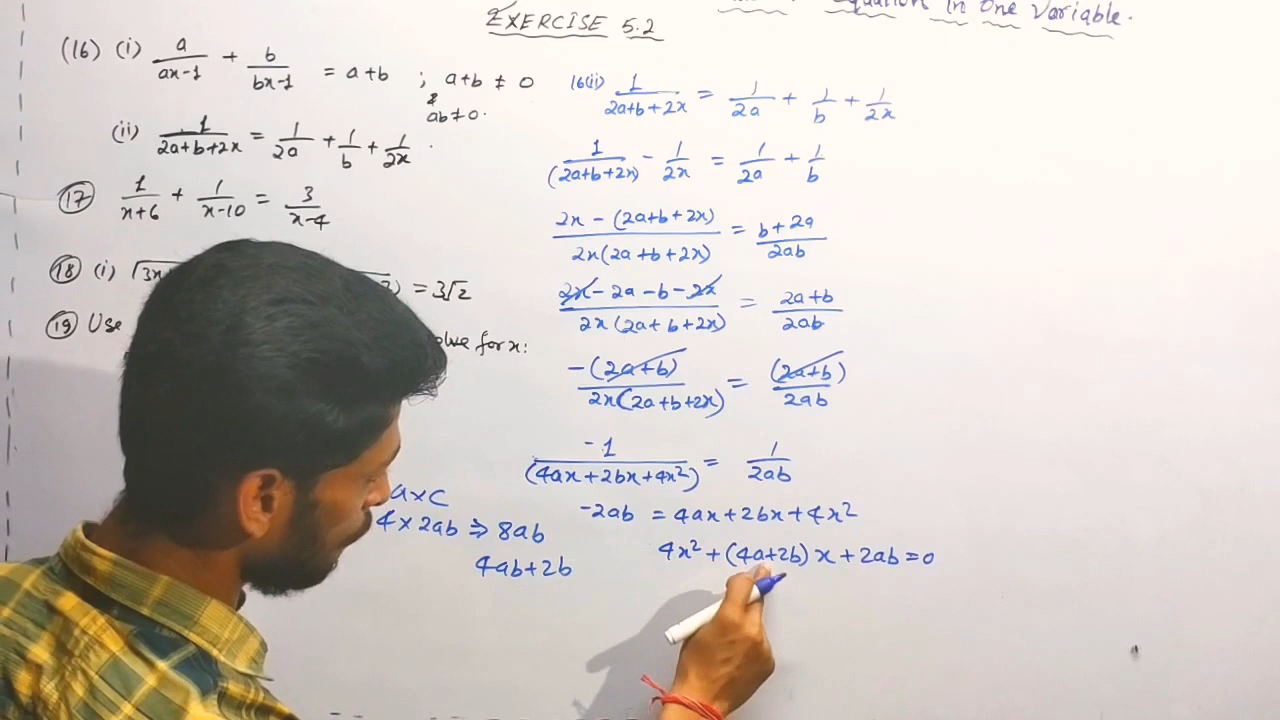 Equation in One Variable.
EXERCISE 5.2
(16) (i) a/(ax-1) + b/(bx-1) = a+b ; a+b ≠ 0
& ab≠0.
(ii) 1/(2a+b+2x) = 1/2a + 1/b + 1/2x .
(17) 1/(x+6) + 1/(x-10) = 3/(x-4)
(18) (i) √3x = 3√2
(19) Use solve for x:
16(ii) 1/(2a+b+2x) = 1/2a + 1/b + 1/2x
1/(2a+b+2x) - 1/2x = 1/2a + 1/b
(2x - (2a+b+2x))/(2x(2a+b+2x)) = (b+2a)/2ab
(2x - 2a - b - 2x)/(2x(2a+b+2x)) = (2a+b)/2ab
-(2a+b)/(2x(2a+b+2x)) = (2a+b)/2ab
-1/(4ax+2bx+4x²) = 1/2ab
-2ab = 4ax+2bx+4x²
4x² + (4a+2b)x + 2ab = 0
a×c
4×2ab ⇒ 8ab
4ab+2b